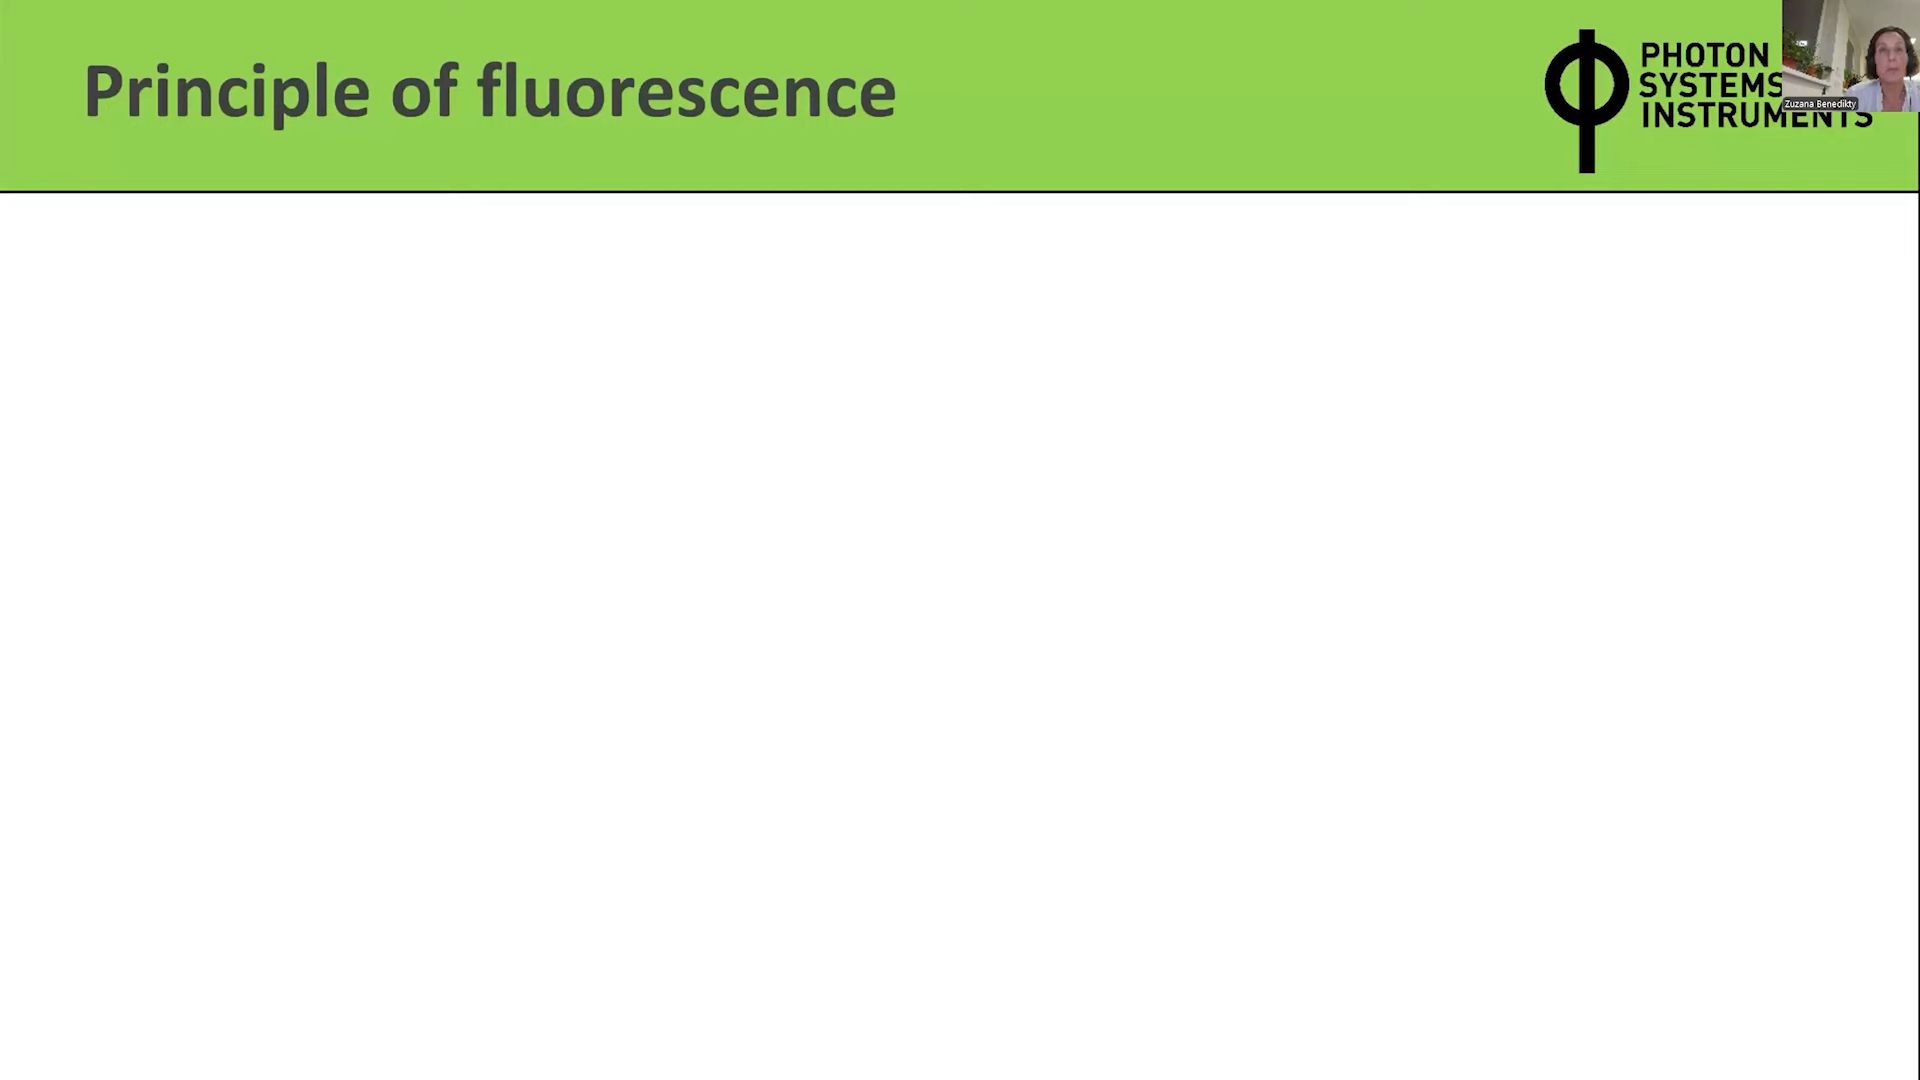 Principle of fluorescence
PHOTON
SYSTEMS
INSTRUMENTS
Zuzana Benedikty